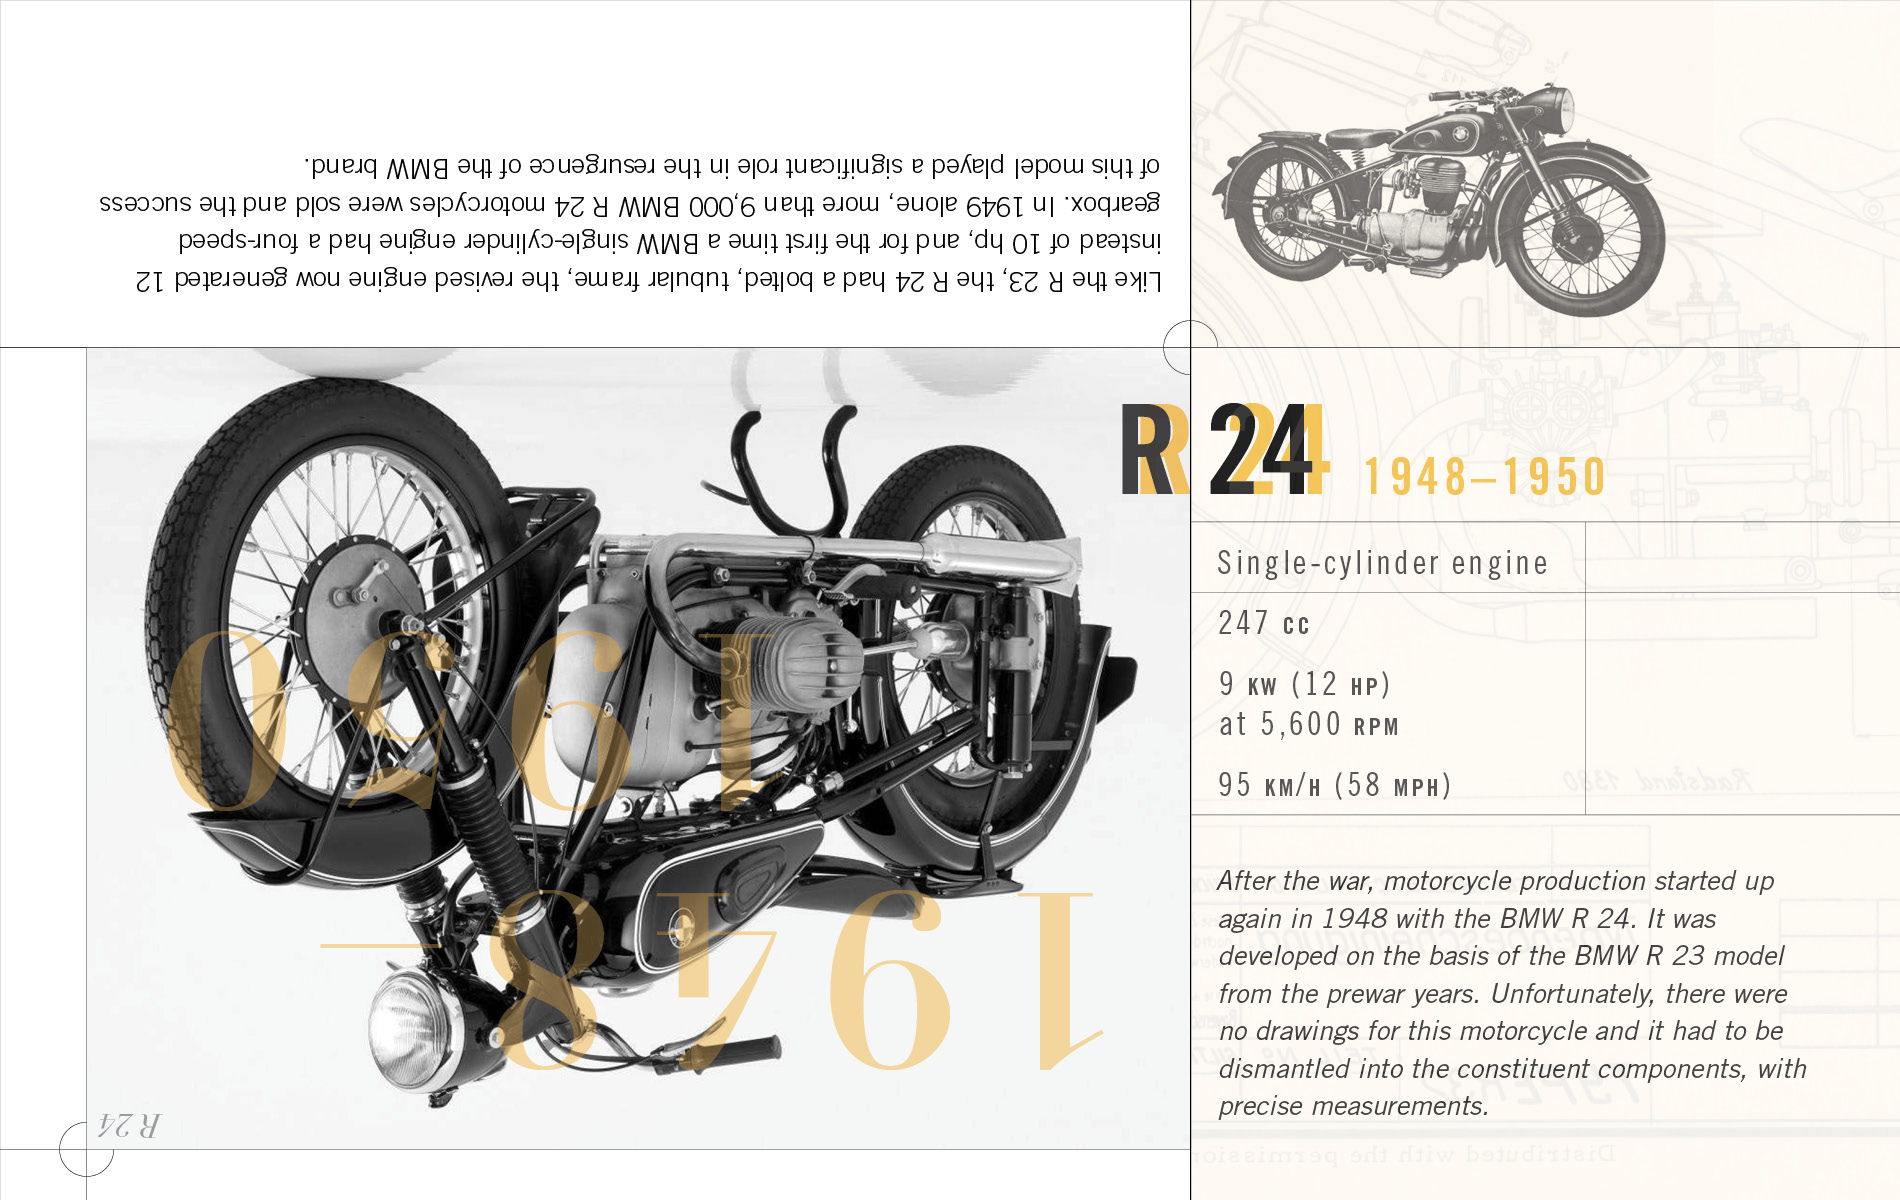 Like the R 23, the R 24 had a bolted, tubular frame, the revised engine now generated 12
instead of 10 hp, and for the first time a BMW single-cylinder engine had a four-speed
gearbox. In 1949 alone, more than 9,000 BMW R 24 motorcycles were sold and the success
of this model played a significant role in the resurgence of the BMW brand.
1948–
1950
R 24
R 24 1948–1950
Single-cylinder engine
247 CC
9 KW (12 HP)
at 5,600 RPM
95 KM/H (58 MPH)
After the war, motorcycle production started up
again in 1948 with the BMW R 24. It was
developed on the basis of the BMW R 23 model
from the prewar years. Unfortunately, there were
no drawings for this motorcycle and it had to be
dismantled into the constituent components, with
precise measurements.
Radstand 1380
Distributed with the permission